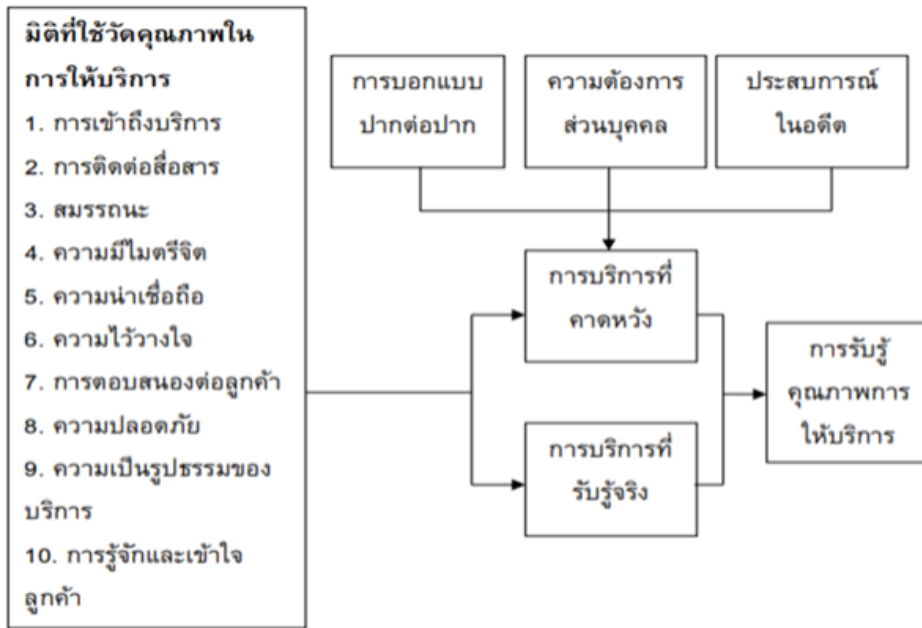 มิติที่ใช้วัดคุณภาพใน
การให้บริการ
1. การเข้าถึงบริการ
2. การติดต่อสื่อสาร
3. สมรรถนะ
4. ความมีไมตรีจิต
5. ความน่าเชื่อถือ
6. ความไว้วางใจ
7. การตอบสนองต่อลูกค้า
8. ความปลอดภัย
9. ความเป็นรูปธรรมของ
บริการ
10. การรู้จักและเข้าใจ
ลูกค้า
การบอกแบบ
ปากต่อปาก
ความต้องการ
ส่วนบุคคล
ประสบการณ์
ในอดีต
การบริการที่
คาดหวัง
การบริการที่
รับรู้จริง
การรับรู้
คุณภาพการ
ให้บริการ